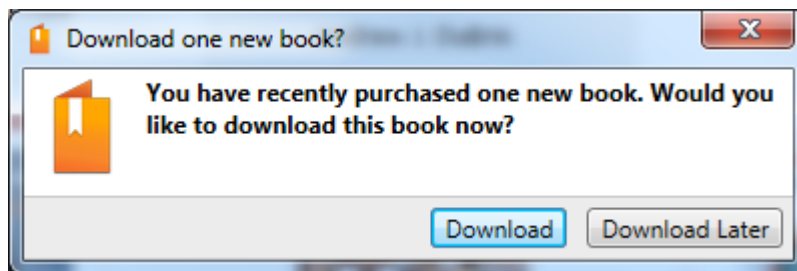 Download one new book?
You have recently purchased one new book. Would you
like to download this book now?
Download Download Later